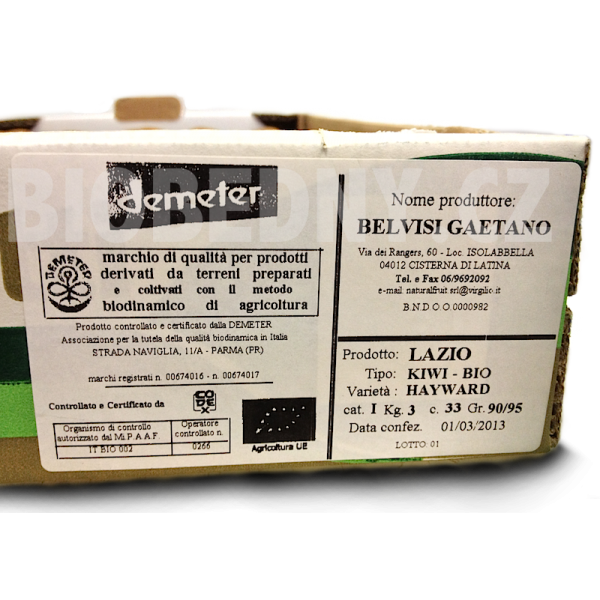 BIOBEDNY.CZ
demeter
DEMETER
marchio di qualità per prodotti
derivati da terreni preparati
e coltivati con il metodo
biodinamico di agricoltura
Prodotto controllato e certificato dalla DEMETER
Associazione per la tutela della qualità biodinamica in Italia
STRADA NAVIGLIA, 11/A - PARMA (PR)
marchi registrati n. 00674016 - n. 00674017
Controllato e Certificato da
CODEX
Organismo di controllo
autorizzato dal Mi.P.A.A.F.
Operatore
controllato n.
IT BIO 002
0266
Agricoltura UE
Nome produttore:
BELVISI GAETANO
Via dei Rangers, 60 - Loc. ISOLABBELLA
04012 CISTERNA DI LATINA
Tel. e Fax 06/9692092
e-mail. naturalfruit.srl@virgilio.it
B.N.D.O.O.0000982
Prodotto: LAZIO
Tipo: KIWI - BIO
Varietà : HAYWARD
cat. I Kg. 3 c. 33 Gr. 90/95
Data confez. 01/03/2013
LOTTO: 01